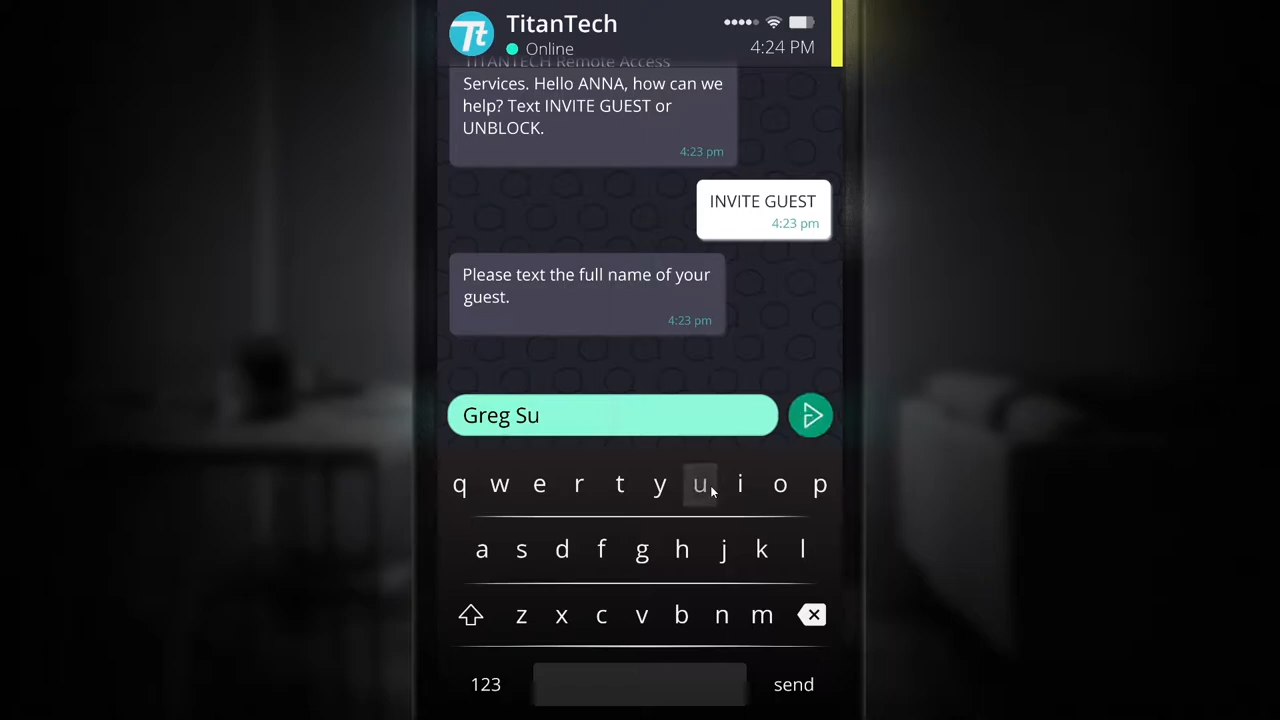 Tt
TitanTech
Online
4:24 PM
TITANTECH Remote Access
Services. Hello ANNA, how can we
help? Text INVITE GUEST or
UNBLOCK.
4:23 pm
INVITE GUEST
4:23 pm
Please text the full name of your
guest.
4:23 pm
Greg Su
q w e r t y u i o p
a s d f g h j k l
z x c v b n m
123
send